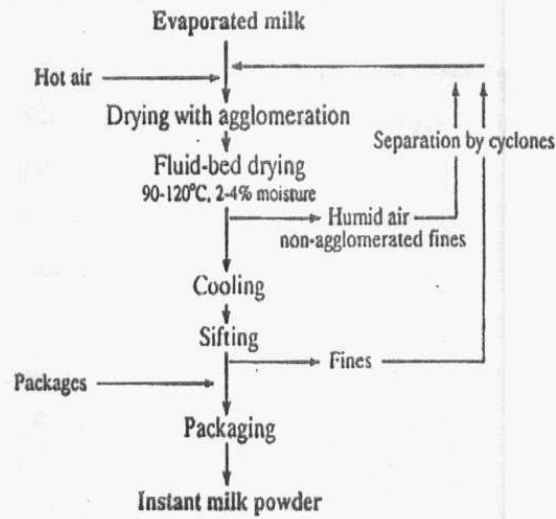 Evaporated milk
Hot air
Drying with agglomeration
Separation by cyclones
Fluid-bed drying
90-120°C, 2-4% moisture
Humid air
non-agglomerated fines
Cooling
Sifting
Fines
Packages
Packaging
Instant milk powder